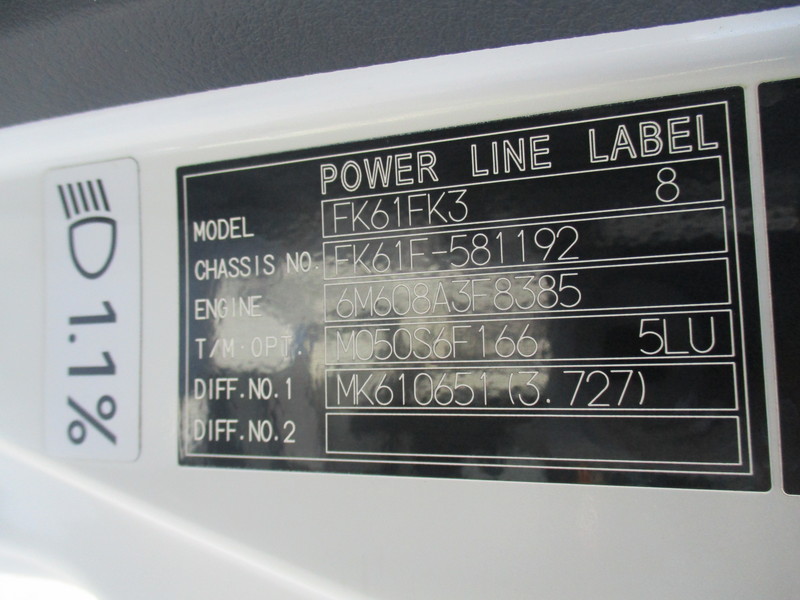 POWER LINE LABEL
MODEL FK61FK3 8
CHASSIS NO. FK61F-581192
ENGINE 6M608A3F8385
T/M·OPT. M050S6F166 5LU
DIFF.NO.1 MK610651(3.727)
DIFF.NO.2
1.1%